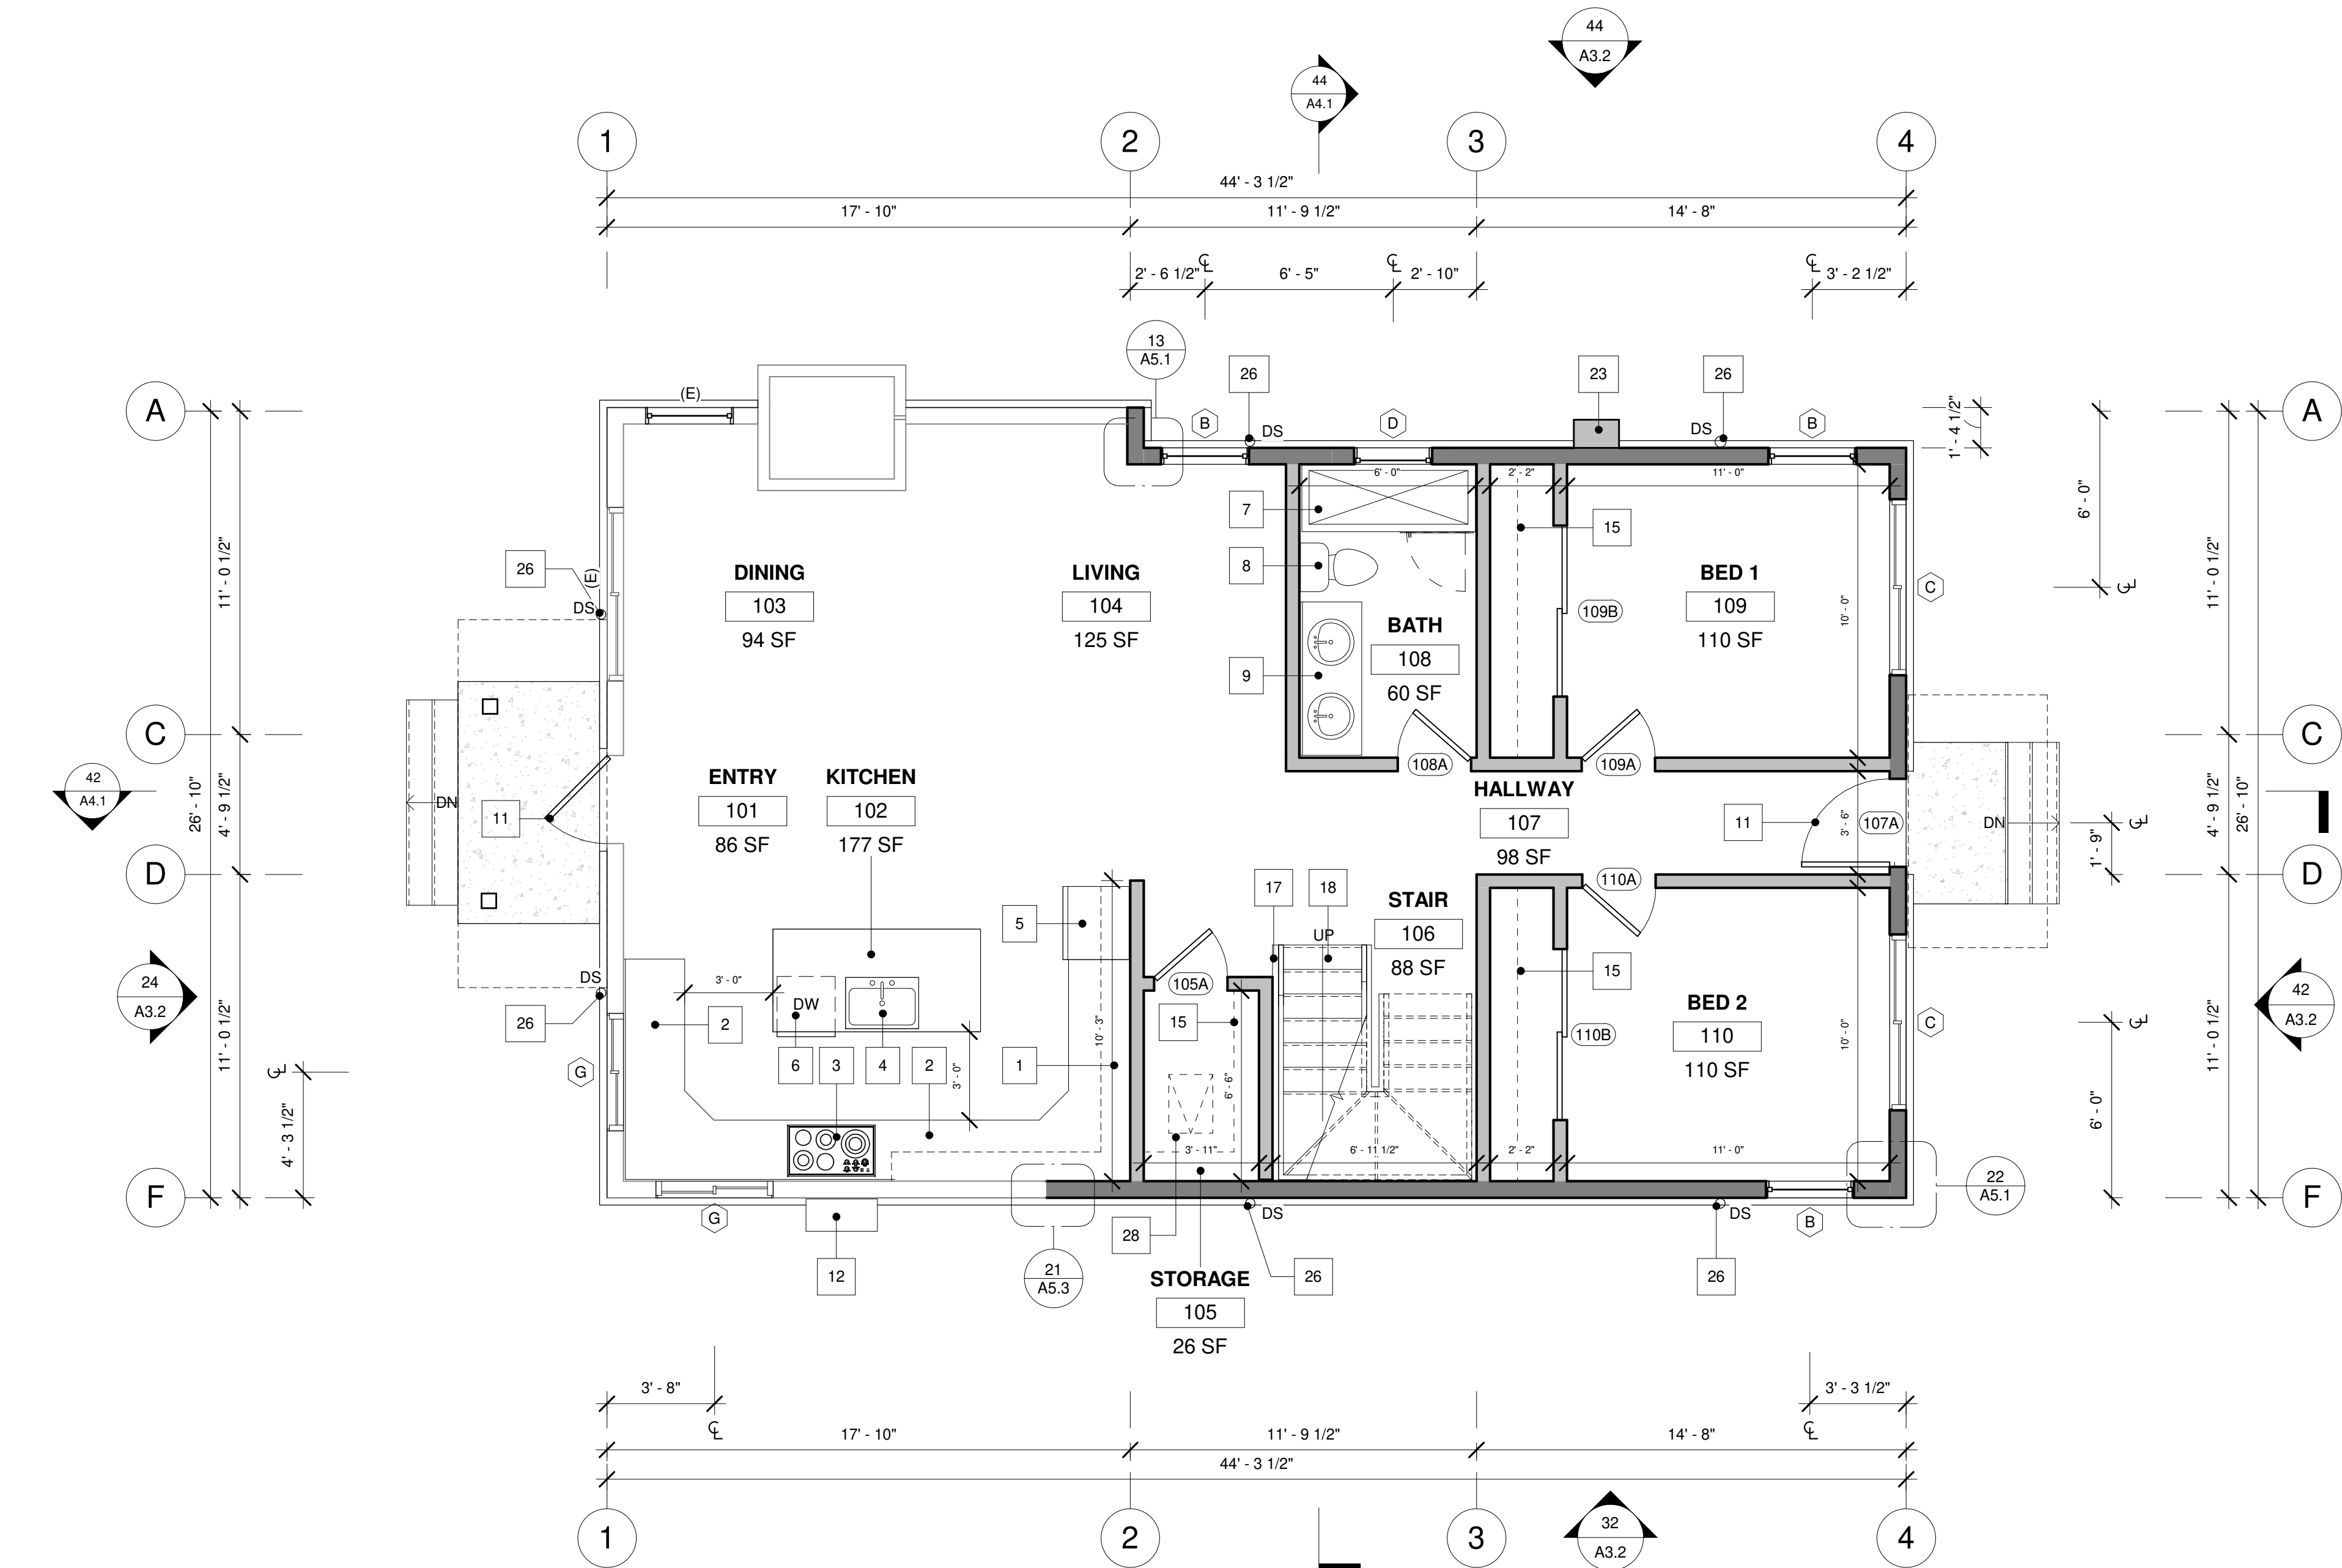 44
A3.2
44
A4.1
1
2
3
4
44' - 3 1/2"
17' - 10"
11' - 9 1/2"
14' - 8"
2' - 6 1/2"
6' - 5"
2' - 10"
3' - 2 1/2"
13
A5.1
26
23
26
A
(E)
B
DS
D
DS
B
1' - 4 1/2"
A
6' - 0"
2' - 2"
11' - 0"
7
15
6' - 0"
11' - 0 1/2"
26
(E)
DS
8
DINING
103
94 SF
LIVING
104
125 SF
BATH
108
60 SF
9
109B
BED 1
109
110 SF
10' - 0"
C
11' - 0 1/2"
C
C
42
A4.1
DN
11
26' - 10"
4' - 9 1/2"
ENTRY
101
86 SF
KITCHEN
102
177 SF
108A
109A
HALLWAY
107
98 SF
11
3' - 6"
107A
DN
1' - 9"
4' - 9 1/2"
26' - 10"
D
D
110A
17
18
STAIR
106
88 SF
UP
5
24
A3.2
DS
26
3' - 0"
DW
2
105A
15
15
BED 2
110
110 SF
110B
10' - 0"
C
42
A3.2
6
3
4
2
3' - 0"
1
10' - 3"
6' - 6"
11' - 0 1/2"
G
4' - 3 1/2"
6' - 0"
11' - 0 1/2"
3' - 11"
6' - 11 1/2"
2' - 2"
11' - 0"
F
G
12
28
DS
DS
B
22
A5.1
F
21
A5.3
STORAGE
105
26 SF
26
26
3' - 8"
3' - 3 1/2"
17' - 10"
11' - 9 1/2"
14' - 8"
44' - 3 1/2"
1
2
3
32
A3.2
4